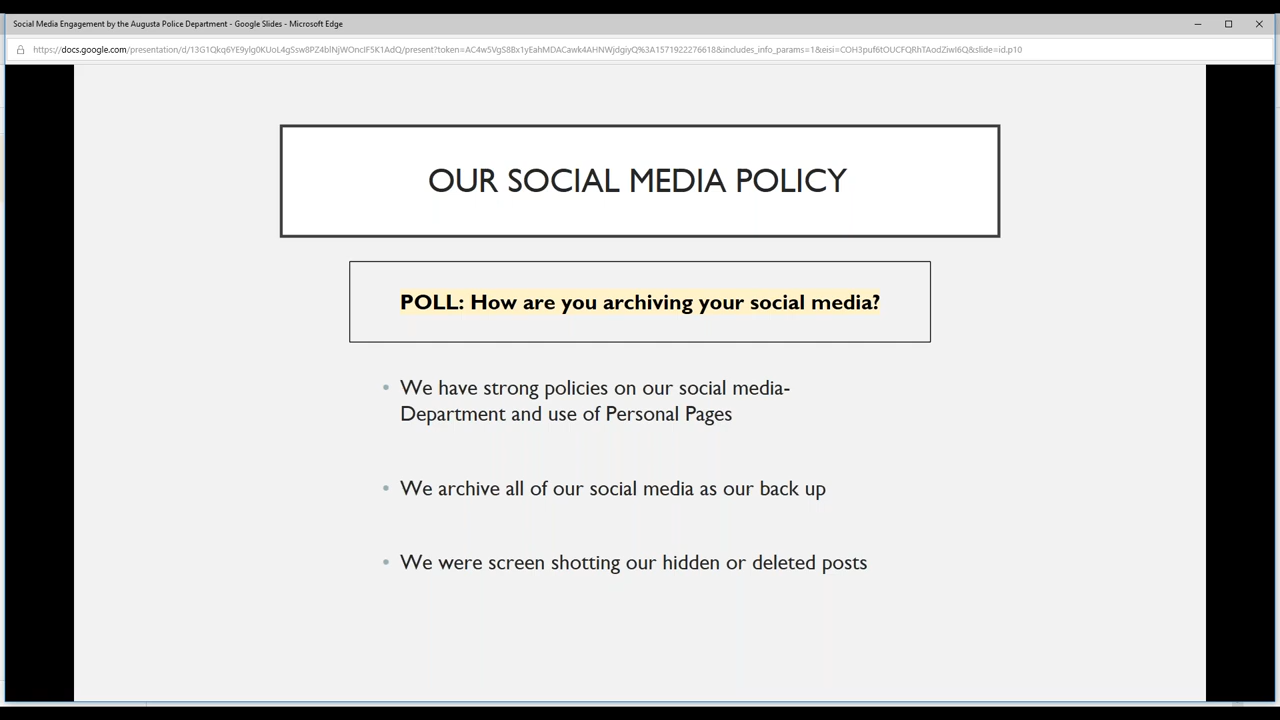 Social Media Engagement by the Augusta Police Department - Google Slides - Microsoft Edge
OUR SOCIAL MEDIA POLICY
POLL: How are you archiving your social media?
• We have strong policies on our social media-
Department and use of Personal Pages
• We archive all of our social media as our back up
• We were screen shotting our hidden or deleted posts